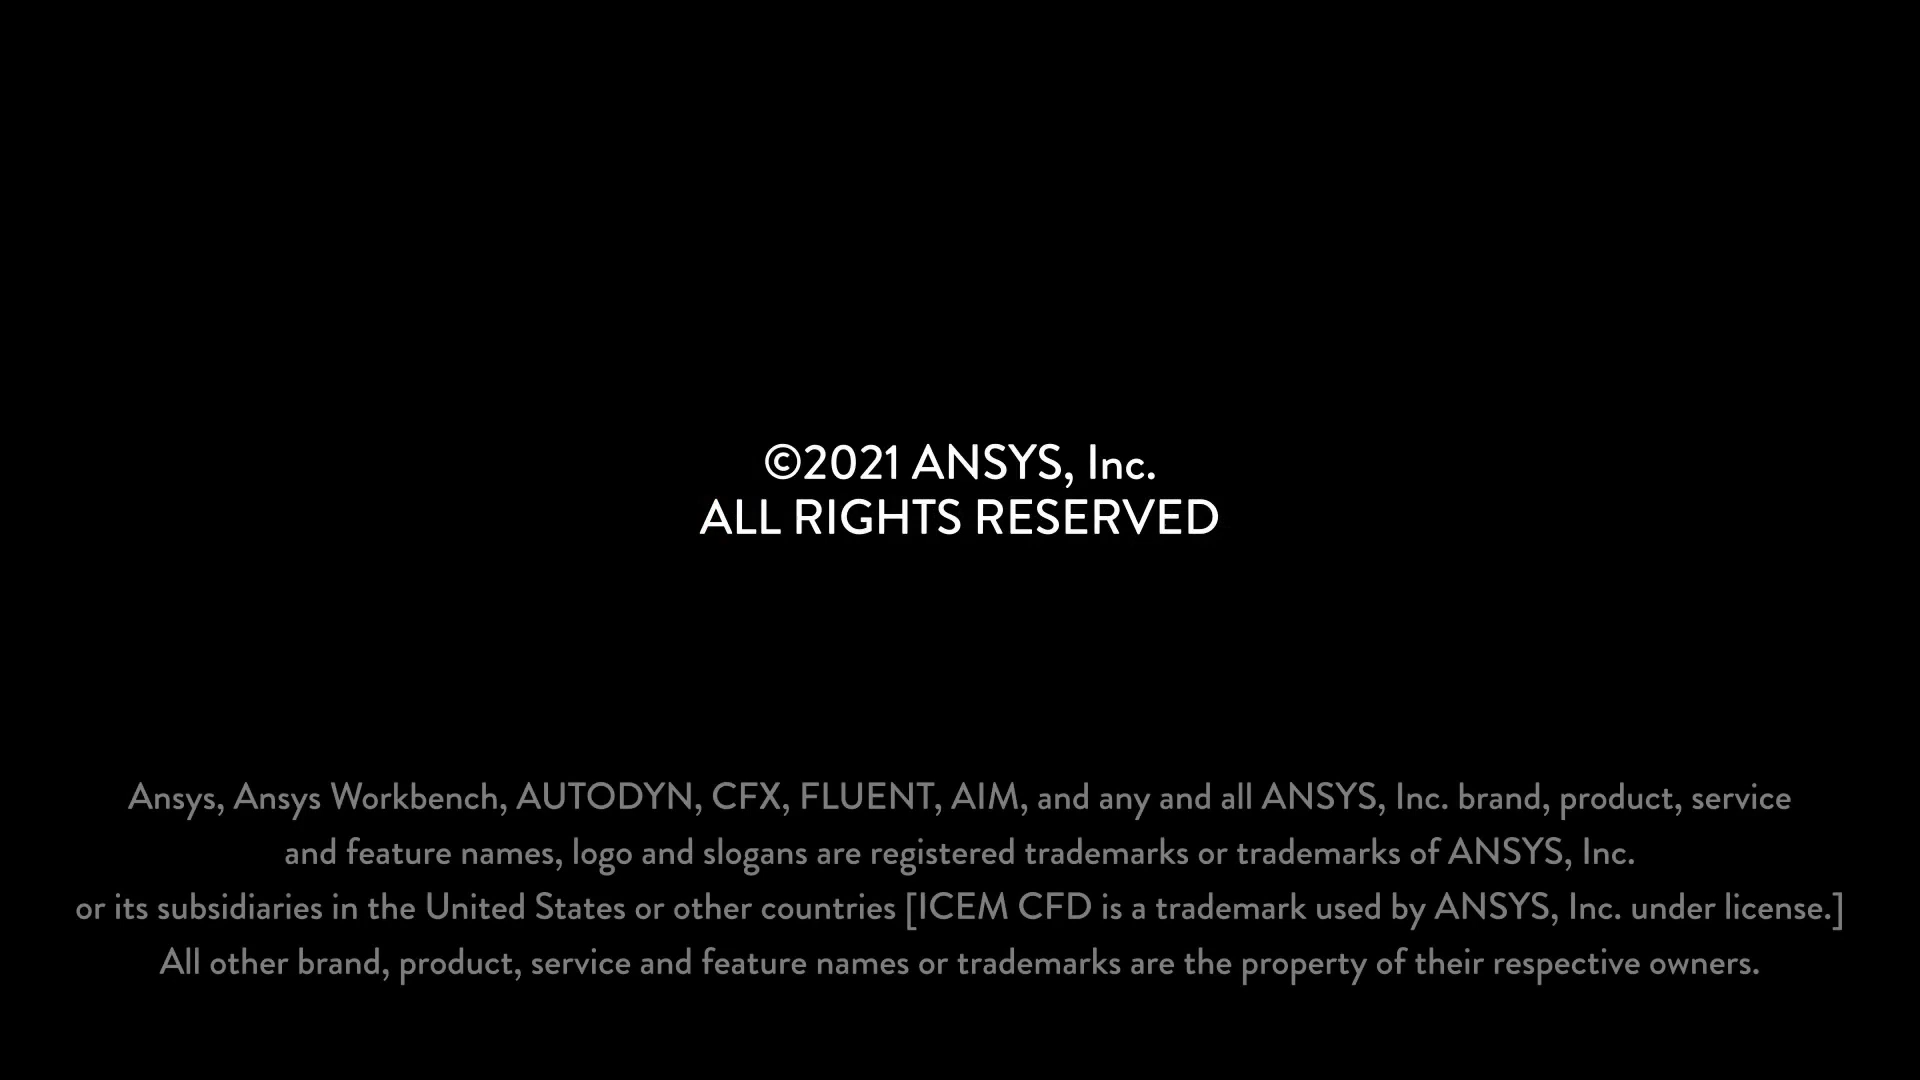 ©2021 ANSYS, Inc.
ALL RIGHTS RESERVED
Ansys, Ansys Workbench, AUTODYN, CFX, FLUENT, AIM, and any and all ANSYS, Inc. brand, product, service
and feature names, logo and slogans are registered trademarks or trademarks of ANSYS, Inc.
or its subsidiaries in the United States or other countries [ICEM CFD is a trademark used by ANSYS, Inc. under license.]
All other brand, product, service and feature names or trademarks are the property of their respective owners.